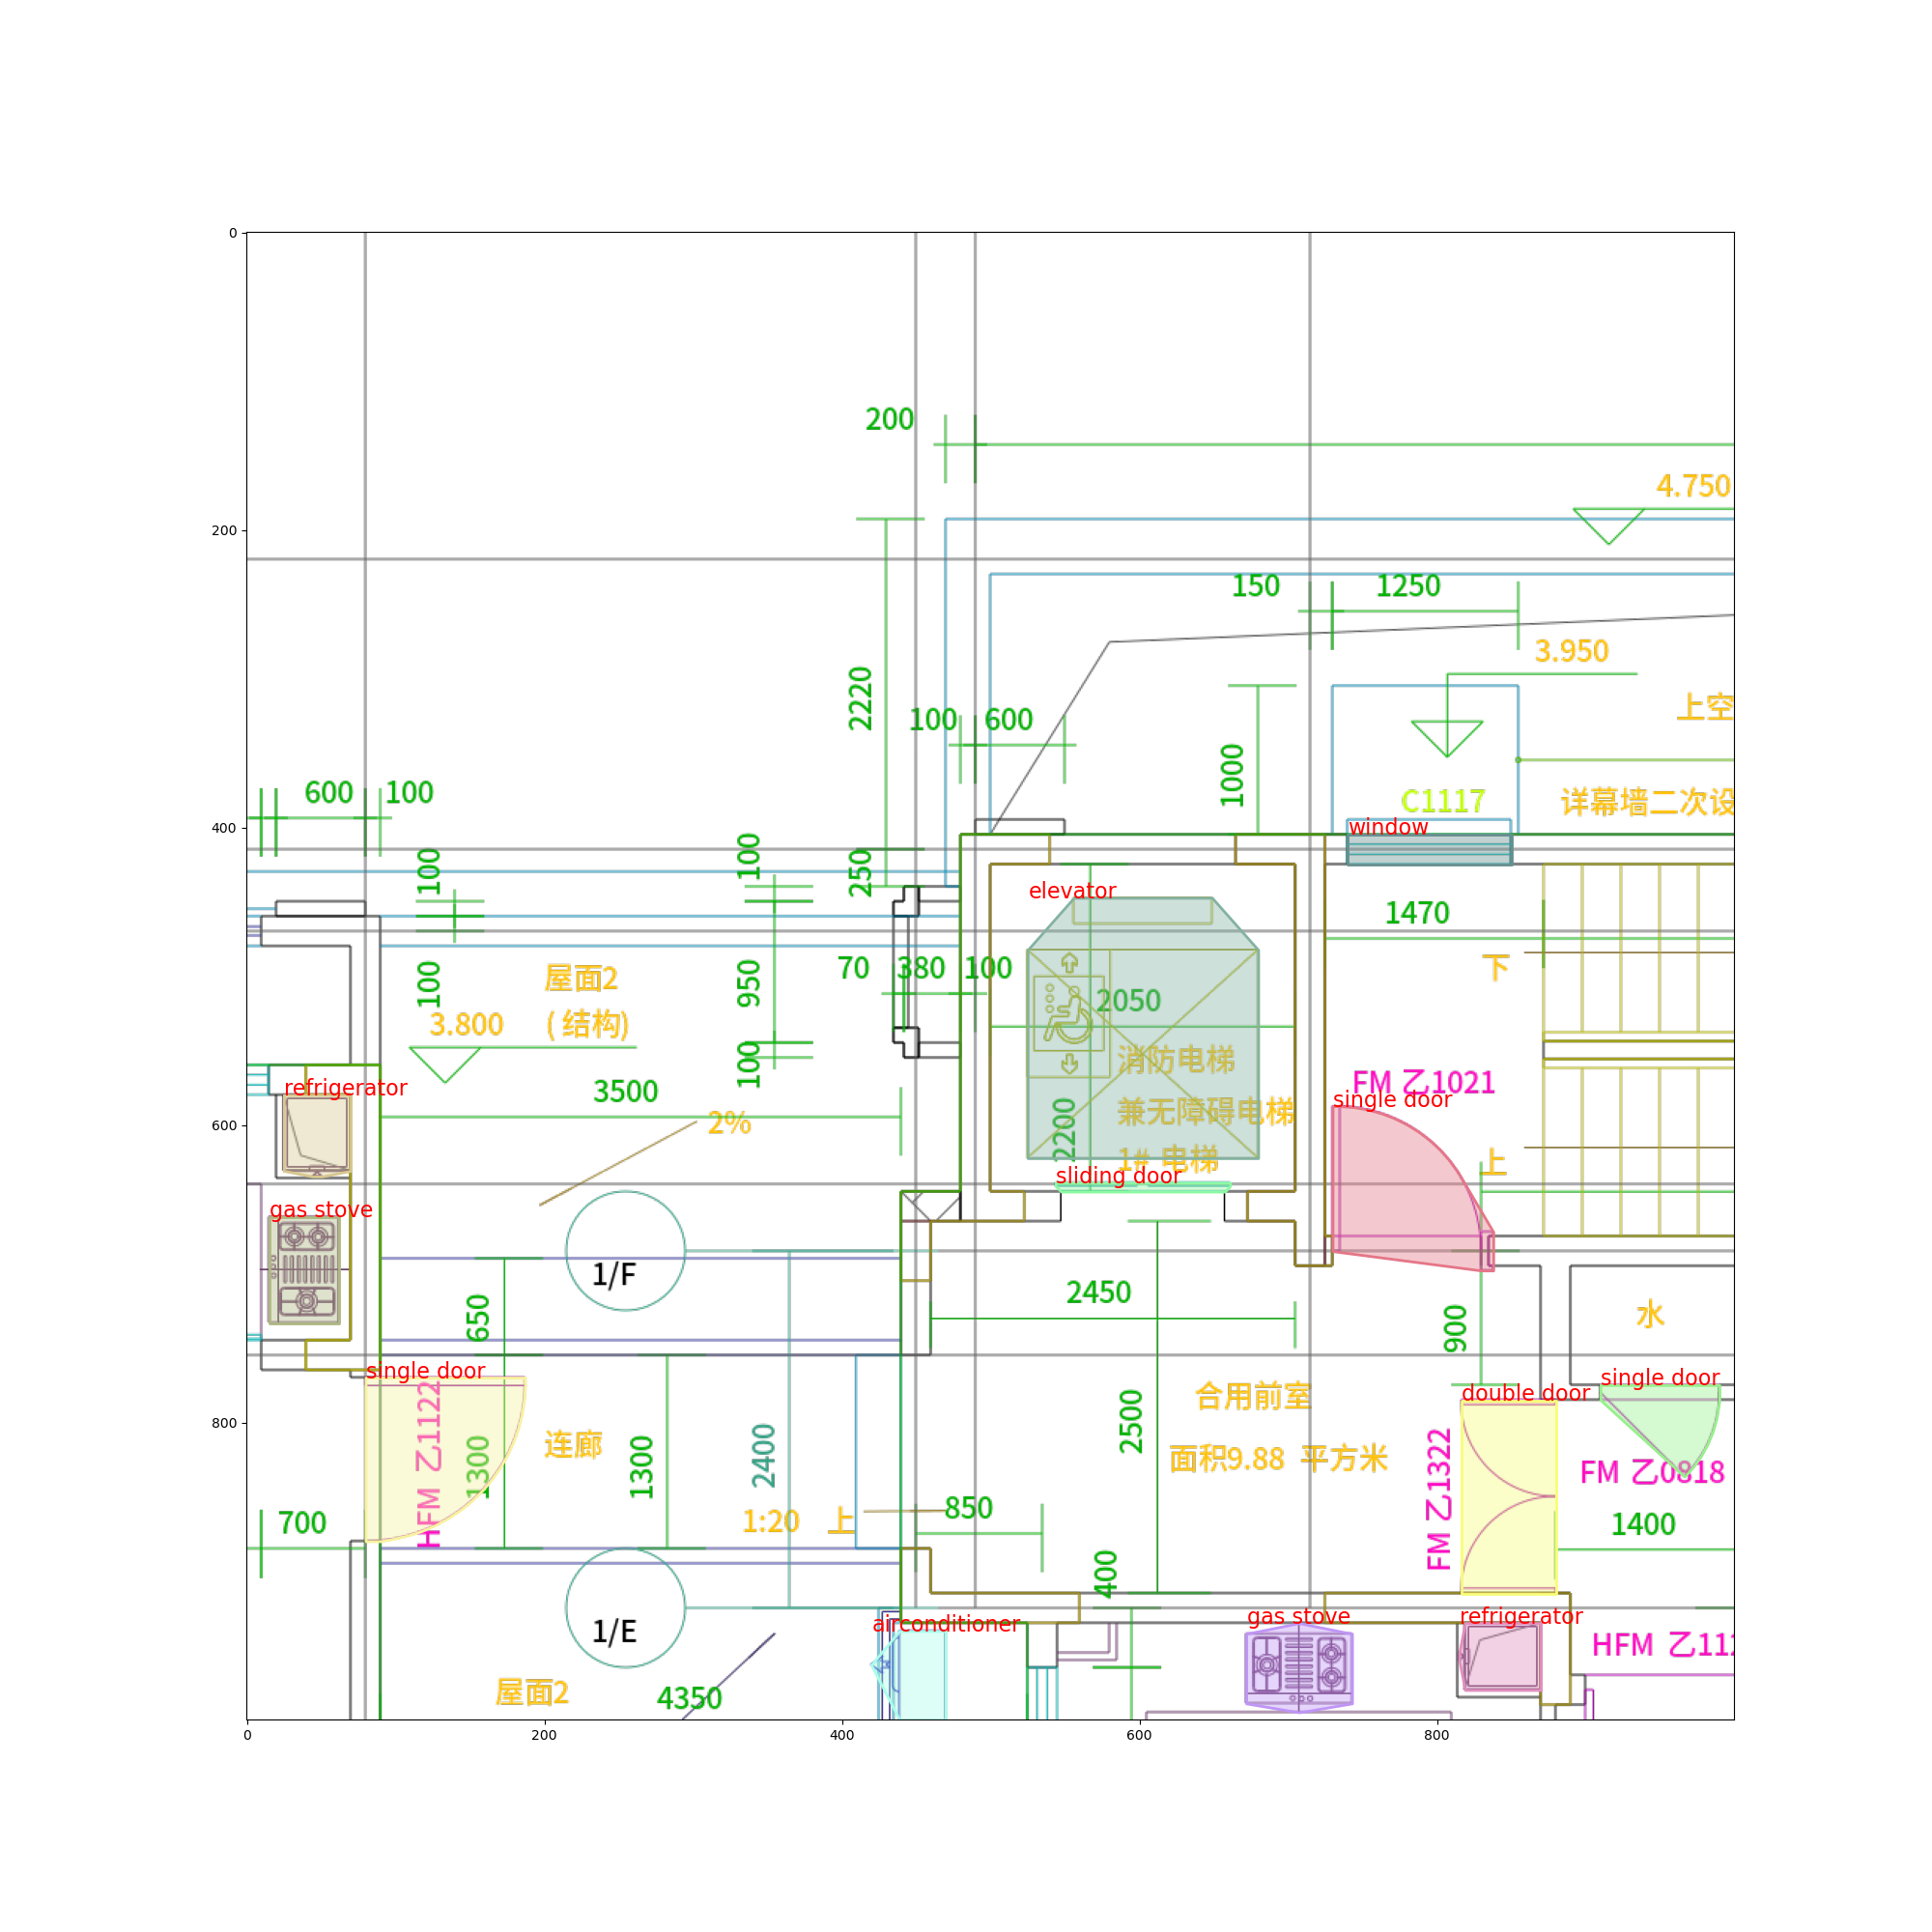 0
200
4.750
200
150
1250
3.950
2220
上空
100
600
1000
600
100
C1117
详幕墙二次设
400
window
100
100
250
elevator
1470
100
屋面2
950
70
380
100
下
2050
3.800
(结构)
消防电梯
100
FM 乙1021
refrigerator
3500
single door
600
2%
2200
兼无障碍电梯
1# 电梯
上
sliding door
gas stove
1/F
2450
650
水
900
single door
single door
double door
800
HFM 乙1122
合用前室
2500
连廊
1300
1300
2400
面积9.88 平方米
FM 乙1322
FM 乙0818
700
1:20 上
850
1400
400
airconditioner
gas stove
refrigerator
1/E
HFM 乙112
屋面2
4350
0
200
400
600
800